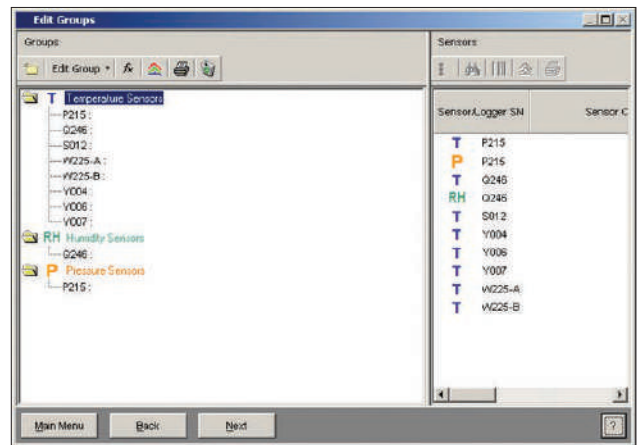 Edit Groups
Groups:
Edit Group
fx
T Temperature Sensors
P215 :
Q246 :
S012 :
W225-A :
W225-B :
Y004 :
Y006 :
Y007 :
RH Humidity Sensors
Q246 :
P Pressure Sensors
P215 :
Sensors:
Sensor/Logger SN Sensor C
T P215
P P215
T Q246
RH Q246
T S012
T Y004
T Y006
T Y007
T W225-A
T W225-B
Main Menu Back Next ?